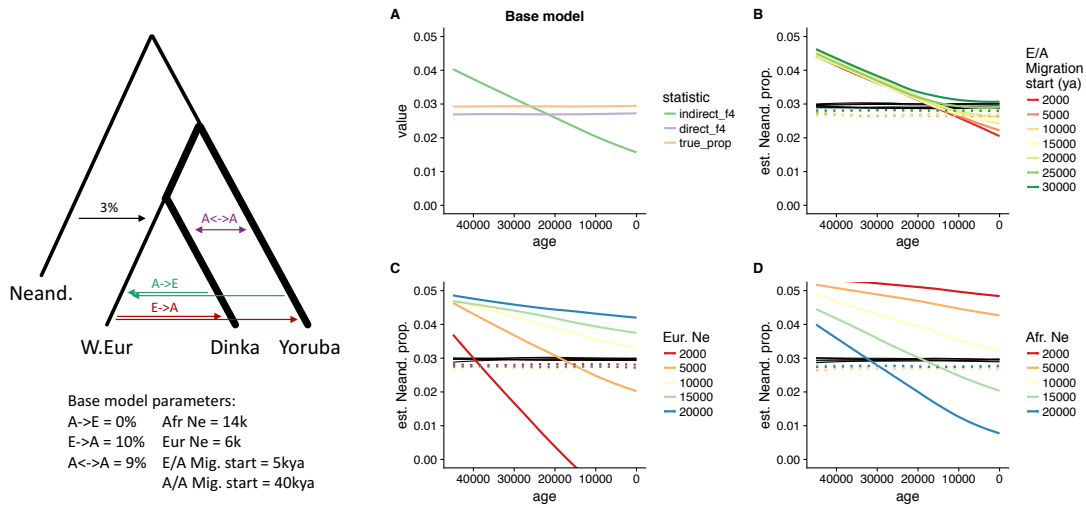 3%
A<->A
A->E
E->A
Neand.
W.Eur
Dinka
Yoruba
Base model parameters:
A->E = 0% Afr Ne = 14k
E->A = 10% Eur Ne = 6k
A<->A = 9% E/A Mig. start = 5kya
A/A Mig. start = 40kya
A
Base model
0.05
0.04
0.03
0.02
0.01
0.00
value
40000 30000 20000 10000 0
age
statistic
indirect_f4
direct_f4
true_prop
B
0.05
0.04
0.03
0.02
0.01
0.00
est. Neand. prop.
40000 30000 20000 10000 0
age
E/A
Migration
start (ya)
2000
5000
10000
15000
20000
25000
30000
C
0.05
0.04
0.03
0.02
0.01
0.00
est. Neand. prop.
40000 30000 20000 10000 0
age
Eur. Ne
2000
5000
10000
15000
20000
D
0.05
0.04
0.03
0.02
0.01
0.00
est. Neand. prop.
40000 30000 20000 10000 0
age
Afr. Ne
2000
5000
10000
15000
20000